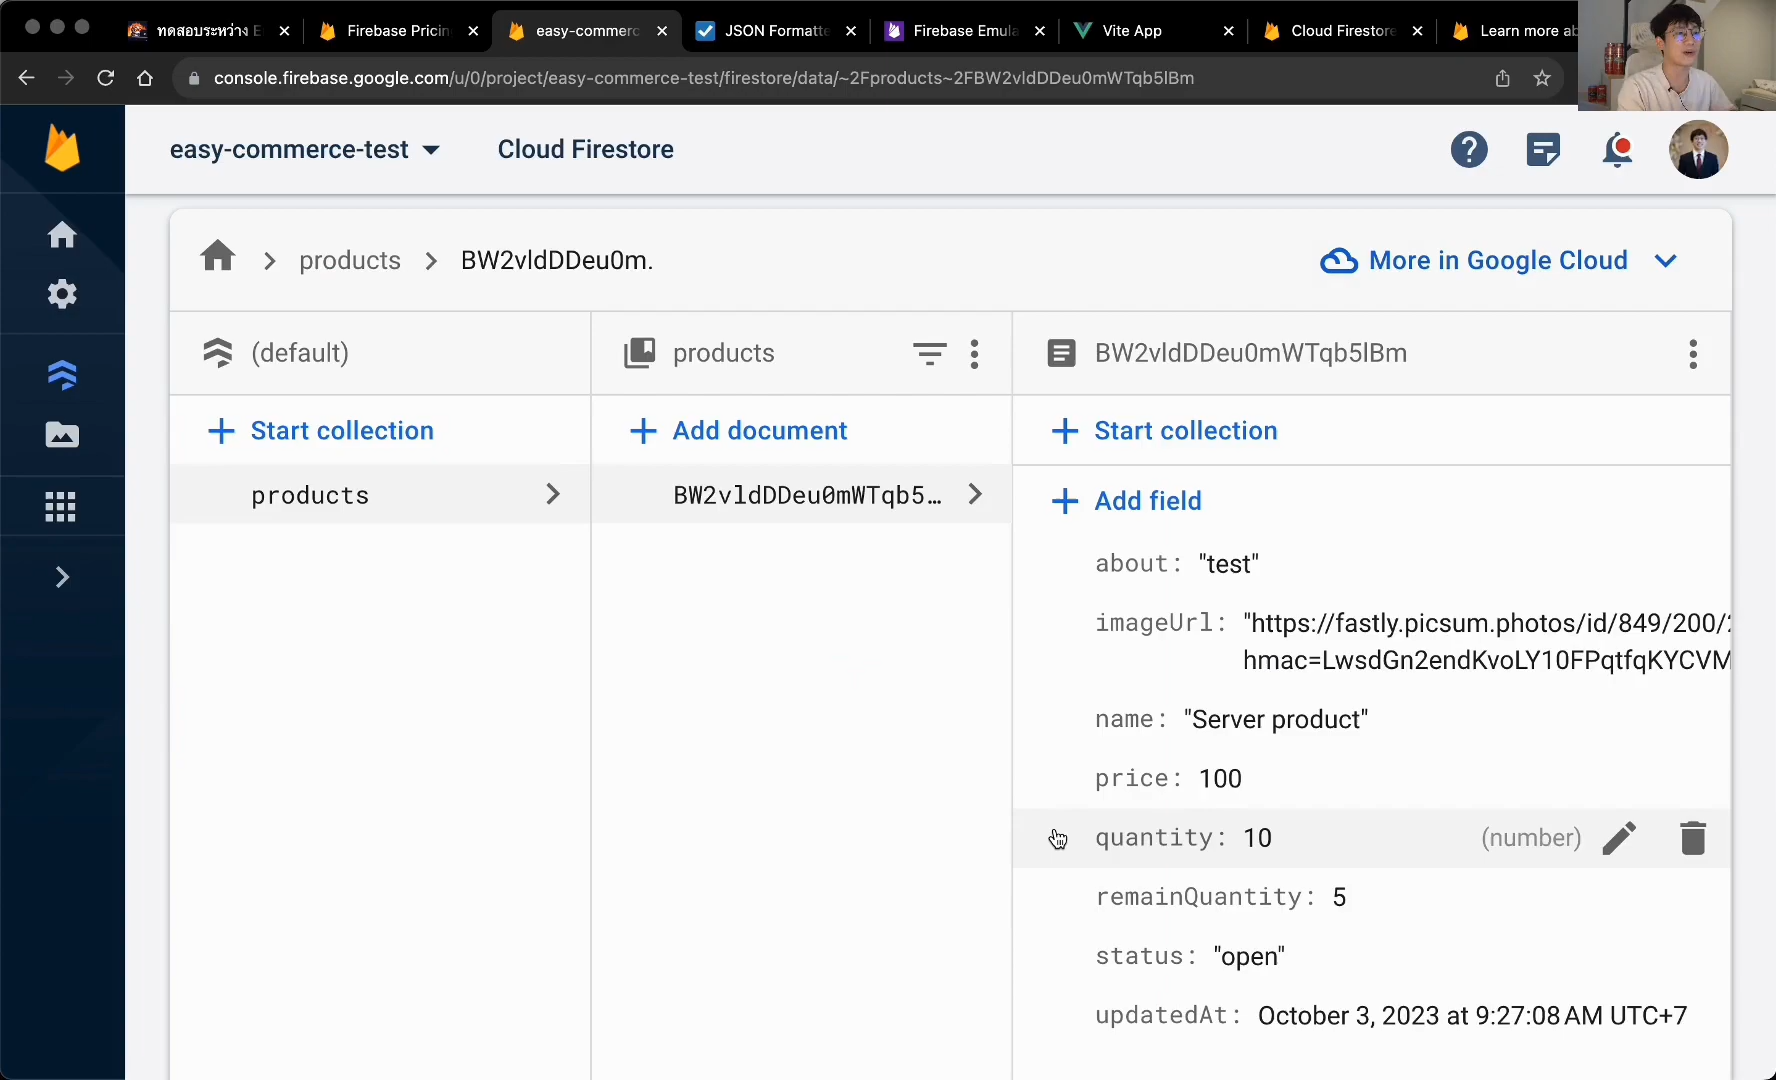 ทดสอบระหว่าง E
Firebase Pricin
easy-commerc
JSON Formatte
Firebase Emula
Vite App
Cloud Firestore
Learn more ab
console.firebase.google.com/u/0/project/easy-commerce-test/firestore/data/~2Fproducts~2FBW2vldDDeu0mWTqb5lBm
easy-commerce-test
Cloud Firestore
products
BW2vldDDeu0m.
More in Google Cloud
(default)
products
BW2vldDDeu0mWTqb5lBm
Start collection
Add document
Start collection
products
BW2vldDDeu0mWTqb5…
Add field
about: "test"
imageUrl: "https://fastly.picsum.photos/id/849/200/2
hmac=LwsdGn2endKvoLY10FPqtfqKYCVM
name: "Server product"
price: 100
quantity: 10 (number)
remainQuantity: 5
status: "open"
updatedAt: October 3, 2023 at 9:27:08 AM UTC+7